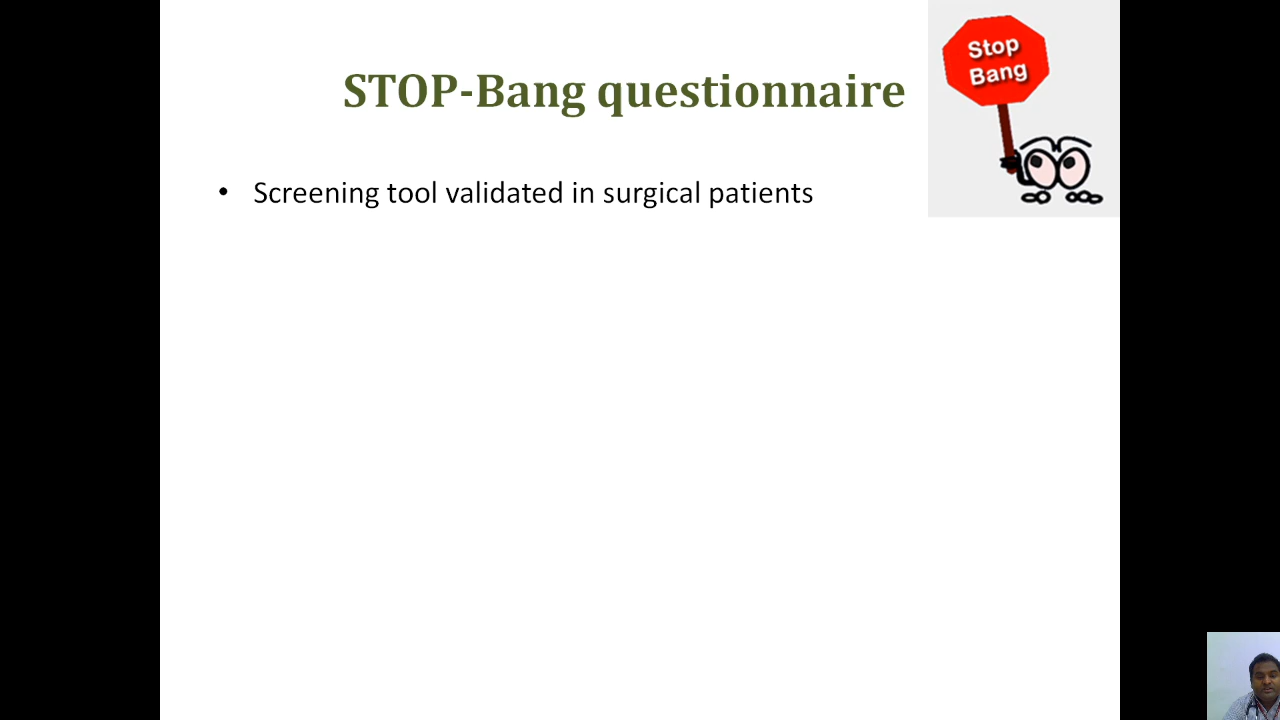 STOP-Bang questionnaire
Stop
Bang
• Screening tool validated in surgical patients